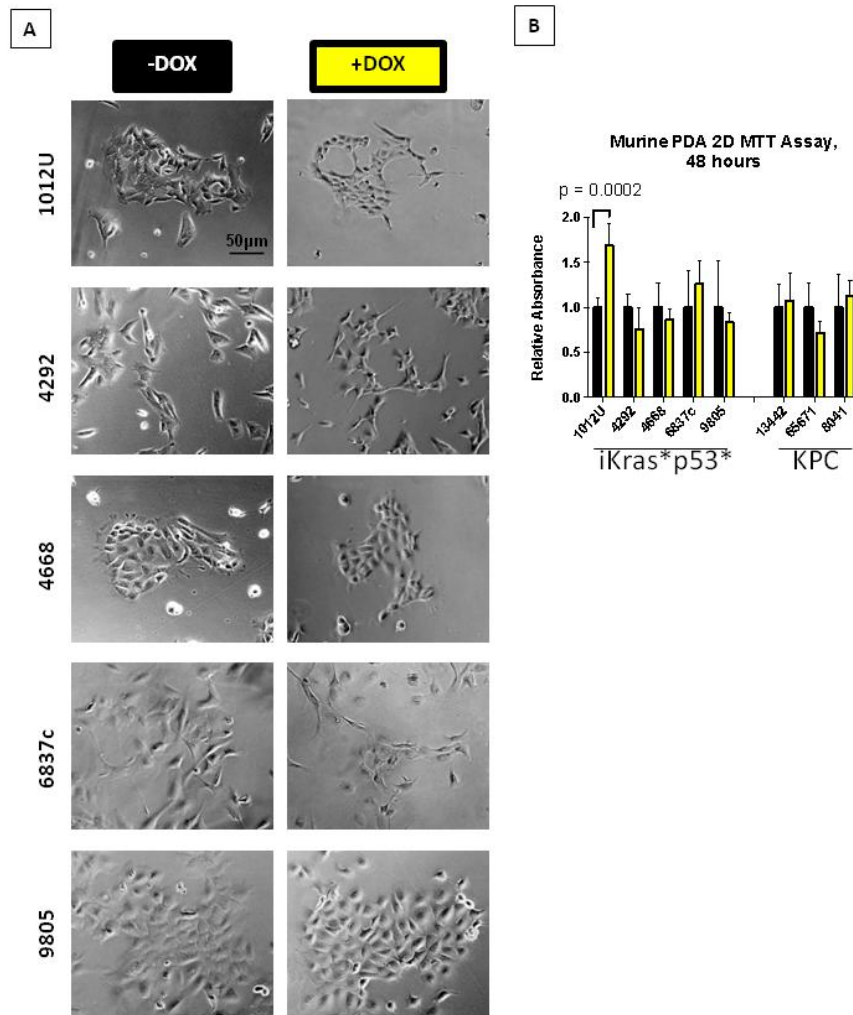 A
-DOX
+DOX
1012U
50µm
4292
4668
6837c
9805
B
Murine PDA 2D MTT Assay,
48 hours
p = 0.0002
Relative Absorbance
2.0
1.5
1.0
0.5
0.0
1012U
4292
4668
6837c
9805
13442
65671
8041
iKras*p53*
KPC